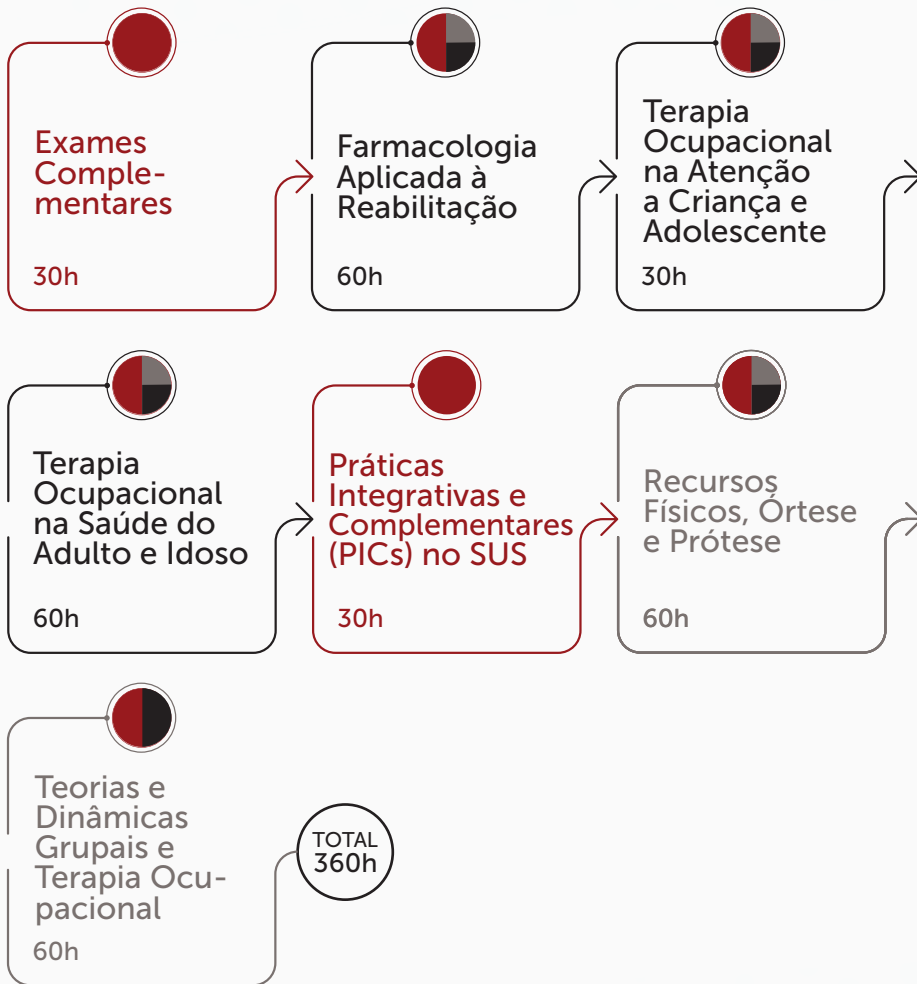 Exames
Comple-
mentares
30h
Farmacologia
Aplicada à
Reabilitação
60h
Terapia
Ocupacional
na Atenção
a Criança e
Adolescente
30h
Terapia
Ocupacional
na Saúde do
Adulto e Idoso
60h
Práticas
Integrativas e
Complementares
(PICs) no SUS
30h
Recursos
Físicos, Órtese
e Prótese
60h
Teorias e
Dinâmicas
Grupais e
Terapia Ocu-
pacional
60h
TOTAL
360h